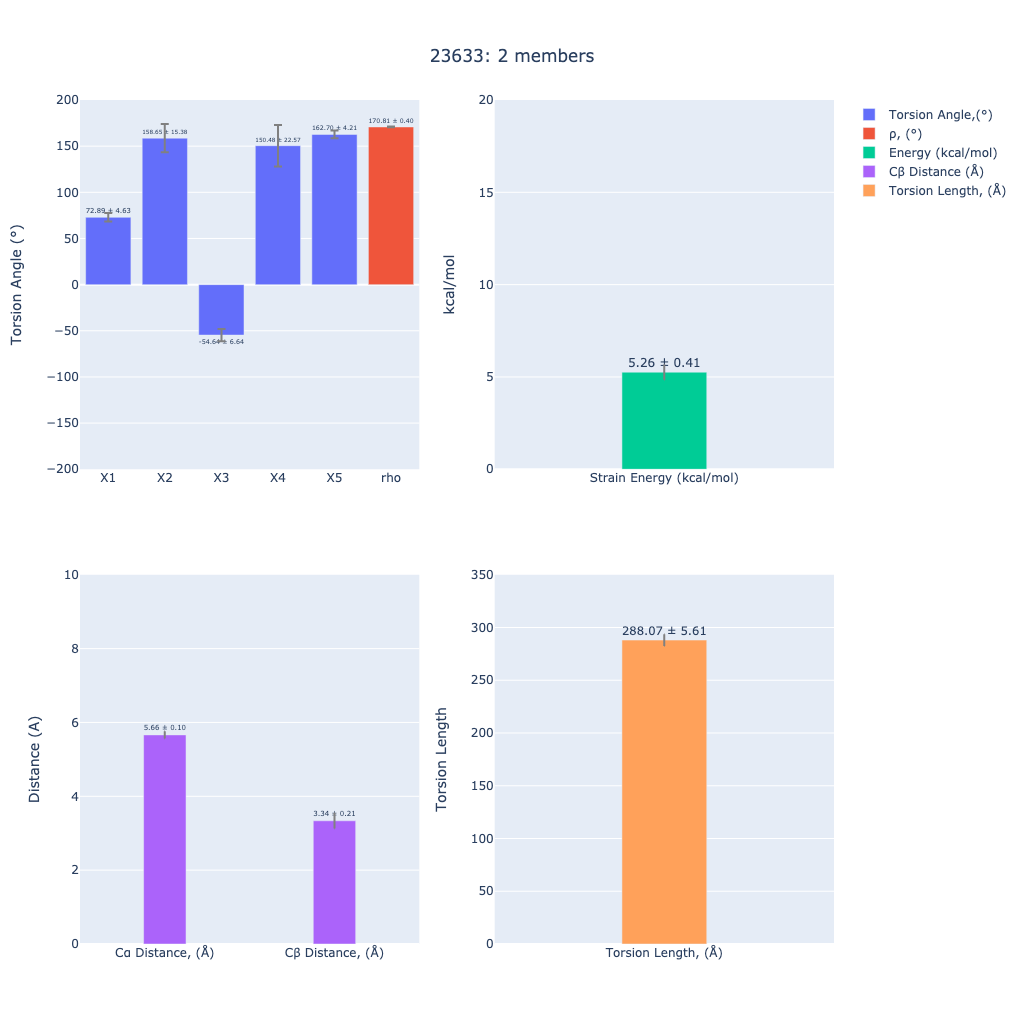 23633: 2 members
Torsion Angle (°)
200
150
100
50
0
−50
−100
−150
−200
72.89 ± 4.63
158.65 ± 15.38
-54.64 ± 6.64
150.48 ± 22.57
162.70 ± 4.21
170.81 ± 0.40
X1 X2 X3 X4 X5 rho
kcal/mol
20
15
10
5
0
5.26 ± 0.41
Strain Energy (kcal/mol)
Torsion Angle,(°)
ρ, (°)
Energy (kcal/mol)
Cβ Distance (Å)
Torsion Length, (Å)
Distance (A)
10
8
6
4
2
0
5.66 ± 0.10
3.34 ± 0.21
Cα Distance, (Å) Cβ Distance, (Å)
Torsion Length
350
300
250
200
150
100
50
0
288.07 ± 5.61
Torsion Length, (Å)